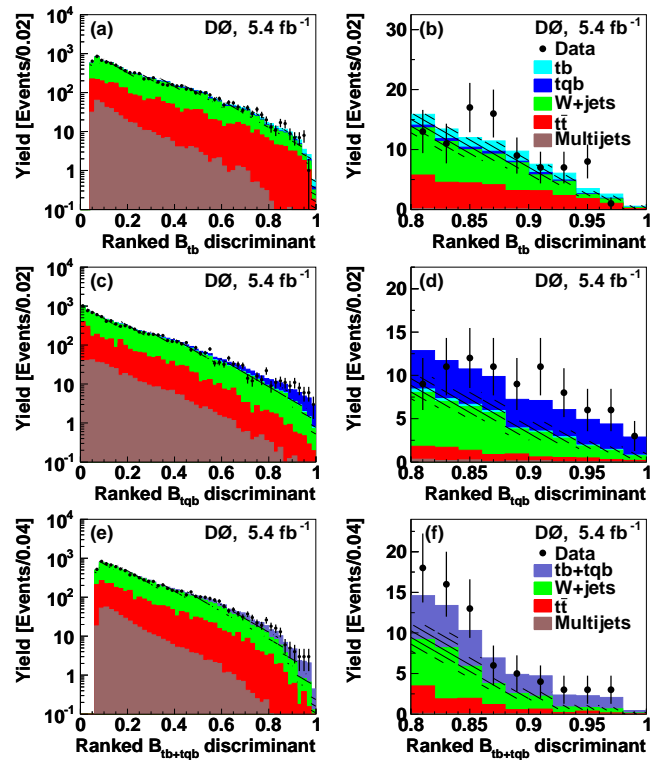 (a) DØ, 5.4 fb⁻¹
Yield [Events/0.02]
10³
10²
10
1
10⁻¹
0 0.2 0.4 0.6 0.8 1
Ranked B_tb discriminant
(b) DØ, 5.4 fb⁻¹
Data
tb
tqb
W+jets
tt̄
Multijets
Yield [Events/0.02]
30
20
10
0
0.8 0.85 0.9 0.95 1
Ranked B_tb discriminant
(c) DØ, 5.4 fb⁻¹
Yield [Events/0.02]
10⁴
10³
10²
10
1
10⁻¹
0 0.2 0.4 0.6 0.8 1
Ranked B_tqb discriminant
(d) DØ, 5.4 fb⁻¹
Yield [Events/0.02]
20
15
10
5
0
0.8 0.85 0.9 0.95 1
Ranked B_tqb discriminant
(e) DØ, 5.4 fb⁻¹
Yield [Events/0.04]
10⁴
10³
10²
10
1
10⁻¹
0 0.2 0.4 0.6 0.8 1
Ranked B_tb+tqb discriminant
(f) DØ, 5.4 fb⁻¹
Data
tb+tqb
W+jets
tt̄
Multijets
Yield [Events/0.04]
20
15
10
5
0
0.8 0.85 0.9 0.95 1
Ranked B_tb+tqb discriminant